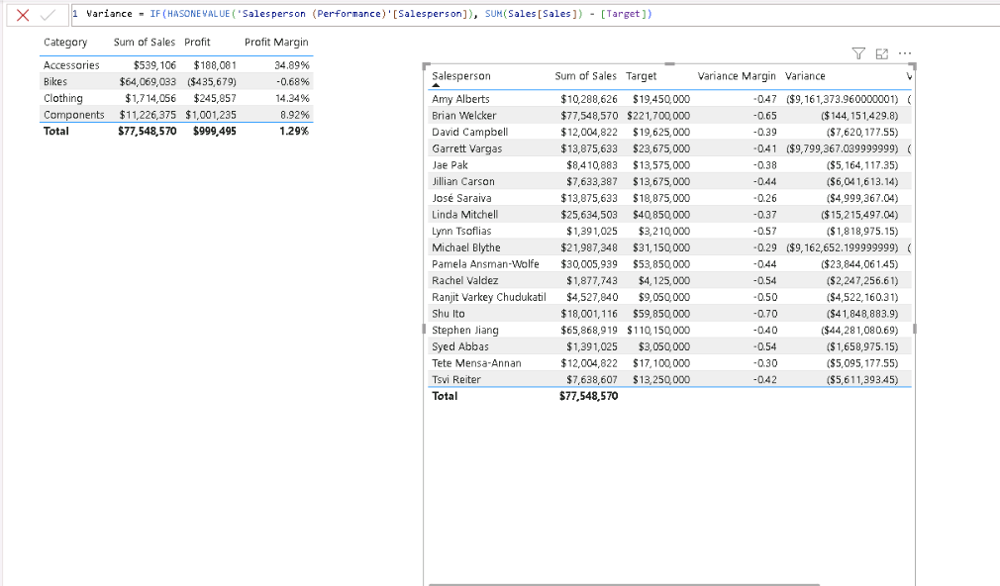 1 Variance = IF(HASONEVALUE('Salesperson (Performance)'[Salesperson]), SUM(Sales[Sales]) - [Target])
Category Sum of Sales Profit Profit Margin
Accessories $539,106 $188,081 34.89%
Bikes $64,069,033 ($435,679) -0.68%
Clothing $1,714,056 $245,857 14.34%
Components $11,226,375 $1,001,235 8.92%
Total $77,548,570 $999,495 1.29%
Salesperson Sum of Sales Target Variance Margin Variance
Amy Alberts $10,288,626 $19,450,000 -0.47 ($9,161,373.960000001) (
Brian Welcker $77,548,570 $221,700,000 -0.65 ($144,151,429.8)
David Campbell $12,004,822 $19,625,000 -0.39 ($7,620,177.55)
Garrett Vargas $13,875,633 $23,675,000 -0.41 ($9,799,367.039999999) (
Jae Pak $8,410,883 $13,575,000 -0.38 ($5,164,117.35)
Jillian Carson $7,633,387 $13,675,000 -0.44 ($6,041,613.14)
José Saraiva $13,875,633 $18,875,000 -0.26 ($4,999,367.04)
Linda Mitchell $25,634,503 $40,850,000 -0.37 ($15,215,497.04)
Lynn Tsoflias $1,391,025 $3,210,000 -0.57 ($1,818,975.15)
Michael Blythe $21,987,348 $31,150,000 -0.29 ($9,162,652.199999999) (
Pamela Ansman-Wolfe $30,005,939 $53,850,000 -0.44 ($23,844,061.45)
Rachel Valdez $1,877,743 $4,125,000 -0.54 ($2,247,256.61)
Ranjit Varkey Chudukatil $4,527,840 $9,050,000 -0.50 ($4,522,160.31)
Shu Ito $18,001,116 $59,850,000 -0.70 ($41,848,883.9)
Stephen Jiang $65,868,919 $110,150,000 -0.40 ($44,281,080.69)
Syed Abbas $1,391,025 $3,050,000 -0.54 ($1,658,975.15)
Tete Mensa-Annan $12,004,822 $17,100,000 -0.30 ($5,095,177.55)
Tsvi Reiter $7,638,607 $13,250,000 -0.42 ($5,611,393.45)
Total $77,548,570